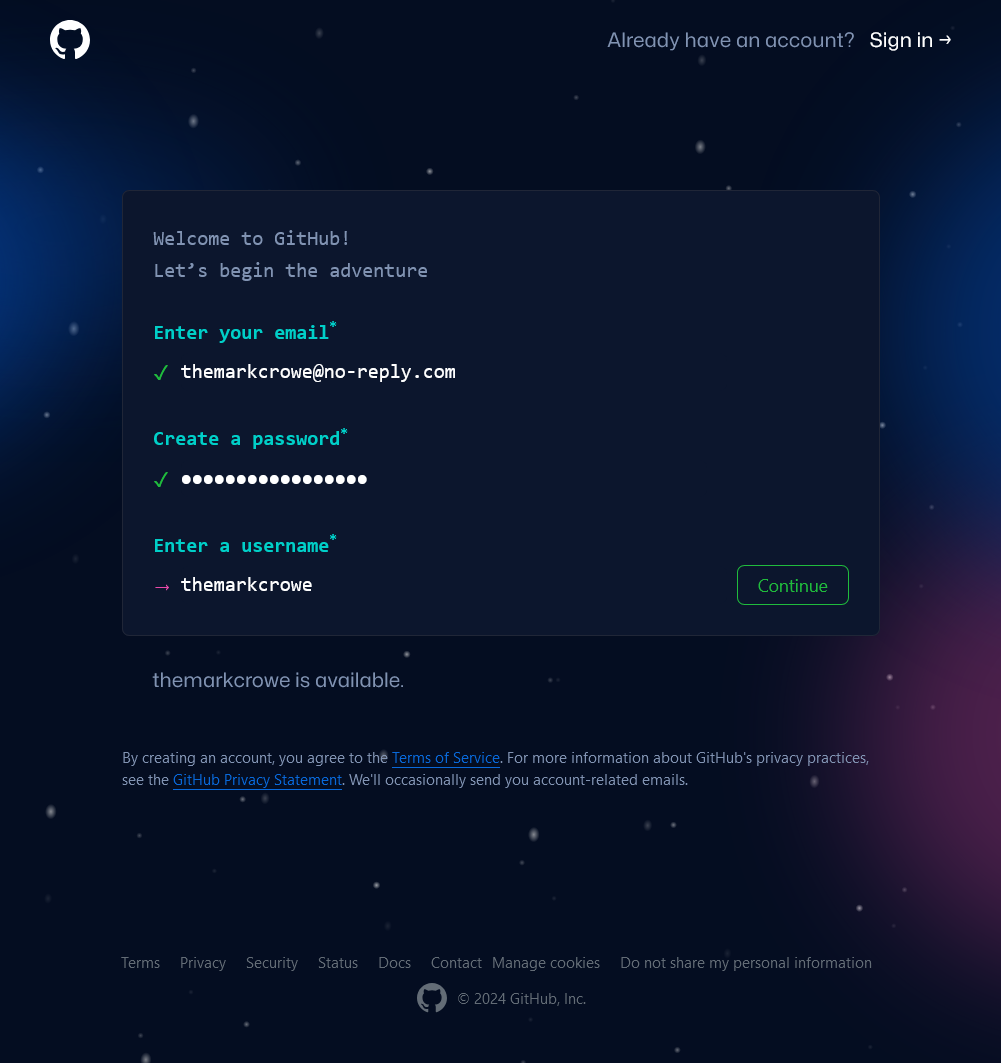 Already have an account? Sign in →
Welcome to GitHub!
Let’s begin the adventure
Enter your email*
✓ themarkcrowe@no-reply.com
Create a password*
✓ •••••••••••••••••
Enter a username*
→ themarkcrowe
Continue
themarkcrowe is available.
By creating an account, you agree to the Terms of Service. For more information about GitHub's privacy practices,
see the GitHub Privacy Statement. We'll occasionally send you account-related emails.
Terms Privacy Security Status Docs Contact Manage cookies Do not share my personal information
© 2024 GitHub, Inc.